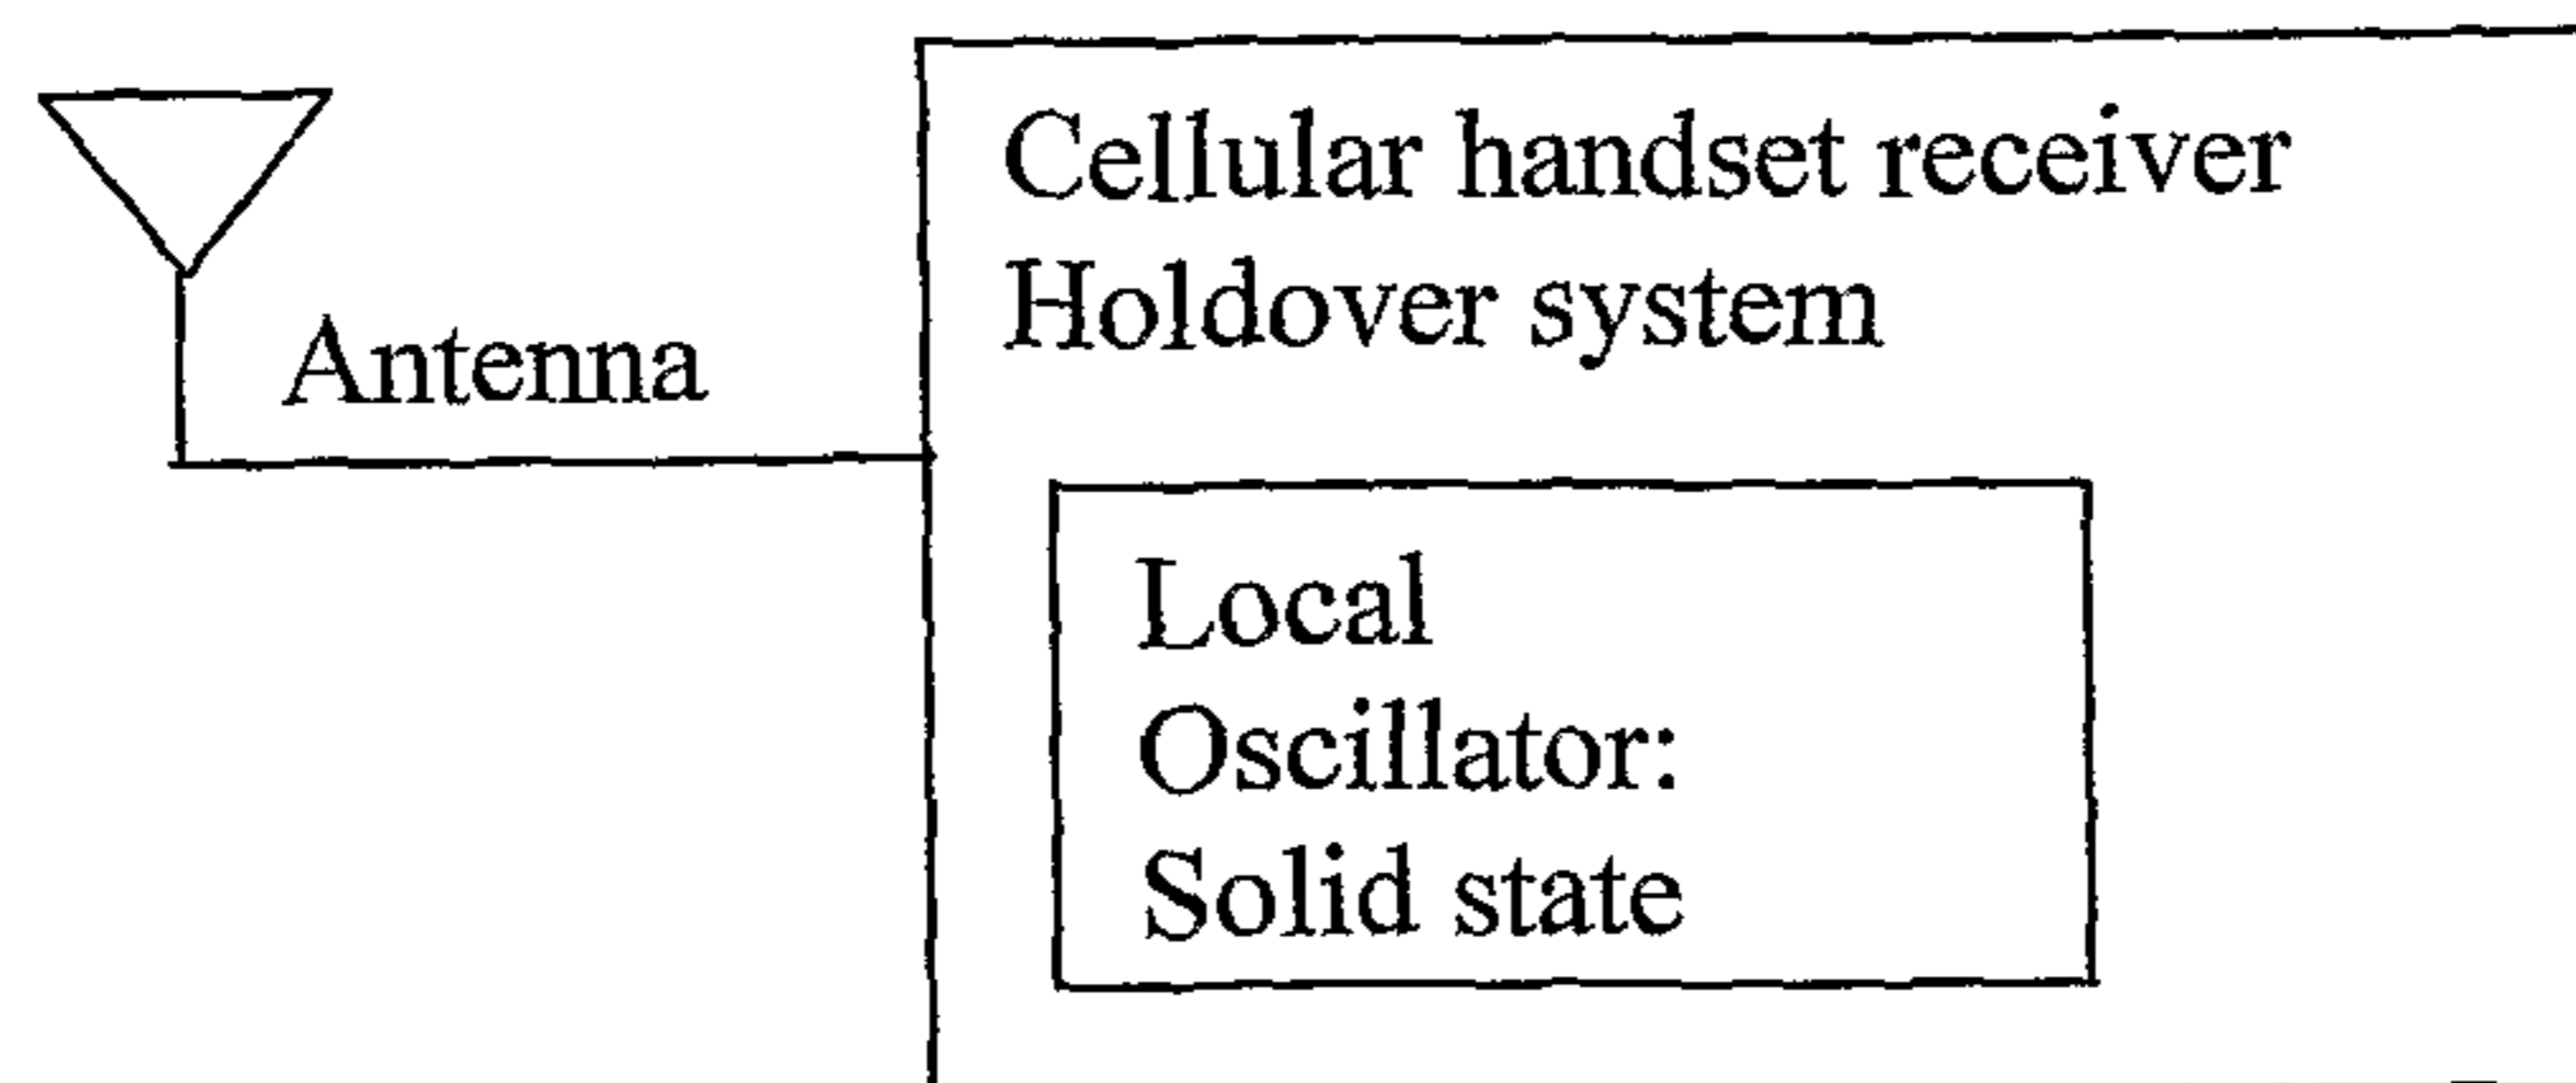 Cellular handset receiver
Holdover system
Antenna
Local
Oscillator:
Solid state